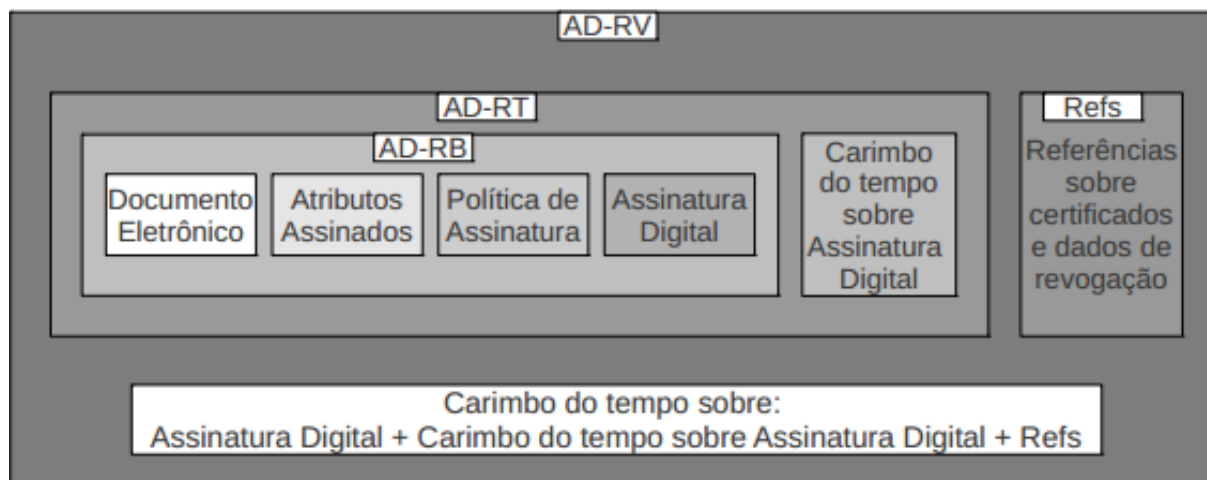 AD-RV
AD-RT
AD-RB
Documento
Eletrônico
Atributos
Assinados
Política de
Assinatura
Assinatura
Digital
Carimbo
do tempo
sobre
Assinatura
Digital
Refs
Referências
sobre
certificados
e dados de
revogação
Carimbo do tempo sobre:
Assinatura Digital + Carimbo do tempo sobre Assinatura Digital + Refs